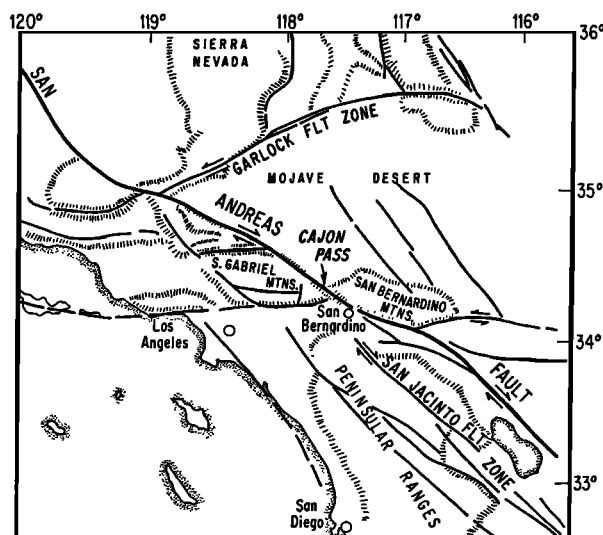 120° 119° 118° 117° 116°
36°
SIERRA
NEVADA
SAN
GARLOCK FLT ZONE
MOJAVE DESERT
35°
ANDREAS
CAJON
PASS
S. GABRIEL
MTNS.
SAN BERNARDINO
MTNS.
San
Bernardino
Los
Angeles
34°
FAULT
SAN JACINTO FLT ZONE
PENINSULAR
RANGES
33°
San
Diego